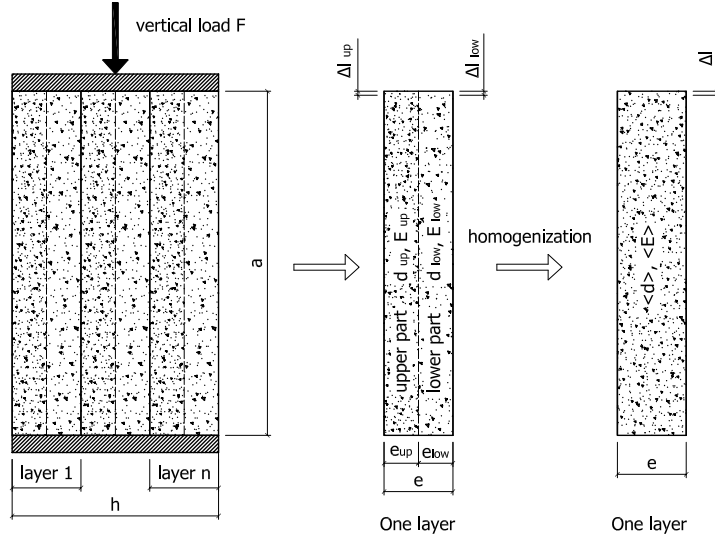 vertical load F
Δl up
Δl low
Δl
a
upper part d up, E up
lower part d low, E low
homogenization
<d>, <E>
layer 1
layer n
h
e up
e low
e
e
One layer
One layer